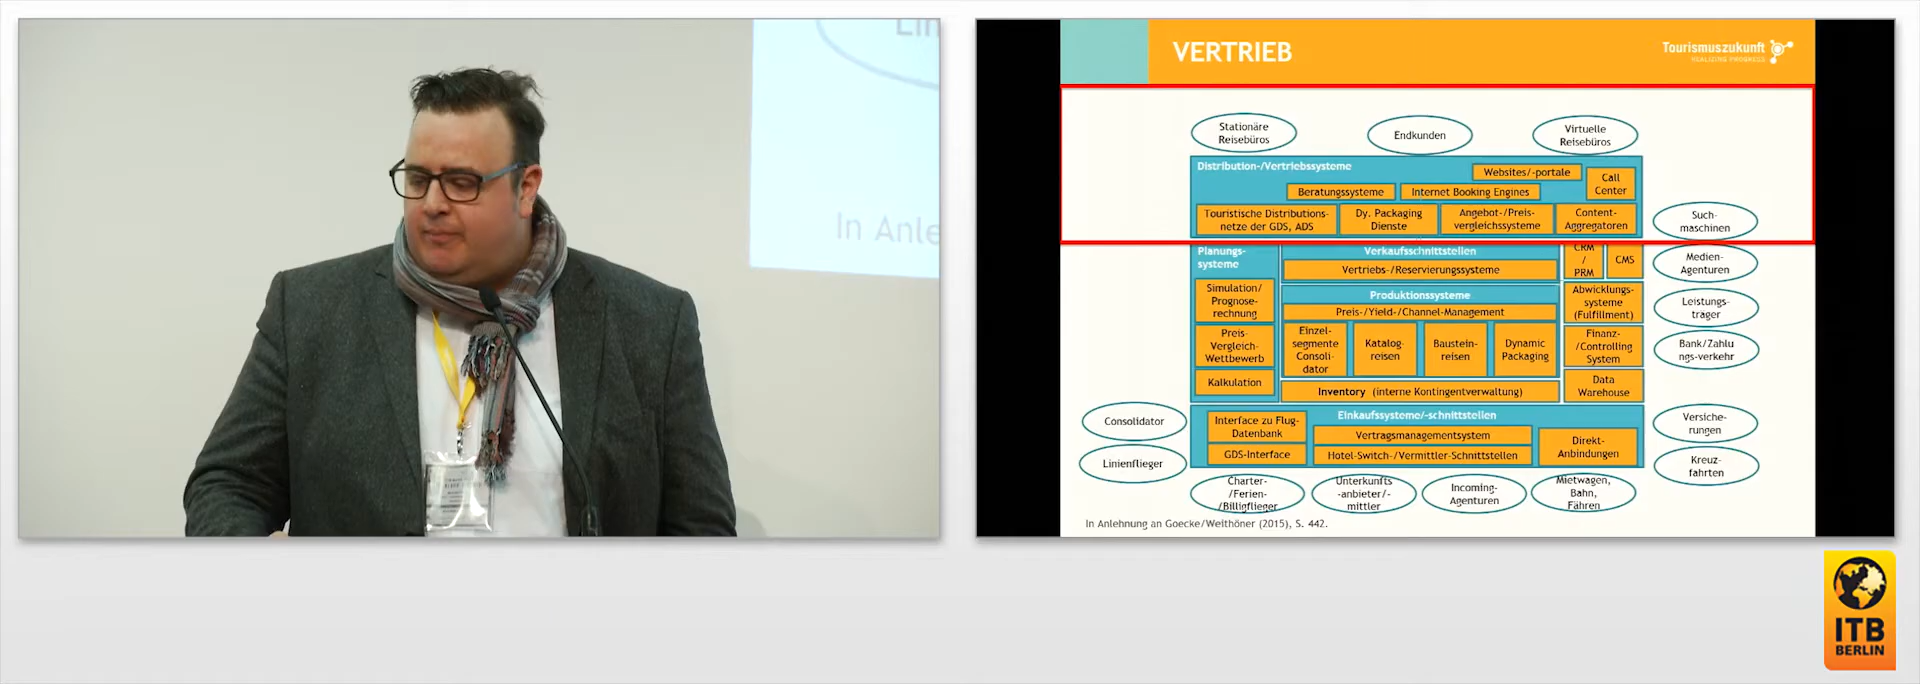 Lin
In Anle
VERTRIEB
Tourismuszukunft
REALIZING PROGRESS
Stationäre
Reisebüros
Endkunden
Virtuelle
Reisebüros
Distribution-/Vertriebssysteme
Websites/-portale
Call
Center
Beratungssysteme
Internet Booking Engines
Touristische Distributions-
netze der GDS, ADS
Dy. Packaging
Dienste
Angebot-/Preis-
vergleichssysteme
Content-
Aggregatoren
Such-
maschinen
Planungs-
systeme
Verkaufsschnittstellen
Vertriebs-/Reservierungssysteme
CRM
/
PRM
CMS
Medien-
Agenturen
Simulation/
Prognose-
rechnung
Produktionssysteme
Preis-/Yield-/Channel-Management
Abwicklungs-
systeme
(Fulfillment)
Leistungs-
träger
Preis-
Vergleich-
Wettbewerb
Einzel-
segmente
Consoli-
dator
Katalog-
reisen
Baustein-
reisen
Dynamic
Packaging
Finanz-
/Controlling
System
Bank/Zahlu
ngs-verkehr
Kalkulation
Inventory (interne Kontingentverwaltung)
Data
Warehouse
Consolidator
Einkaufssysteme/-schnittstellen
Interface zu Flug-
Datenbank
Vertragsmanagementsystem
Direkt-
Anbindungen
Versiche-
rungen
Linienflieger
GDS-Interface
Hotel-Switch-/Vermittler-Schnittstellen
Kreuz-
fahrten
Charter-
/Ferien-
/Billigflieger
Unterkunfts
-anbieter/-
mittler
Incoming-
Agenturen
Mietwagen,
Bahn,
Fähren
In Anlehnung an Goecke/Weithöner (2015), S. 442.
ITB
BERLIN